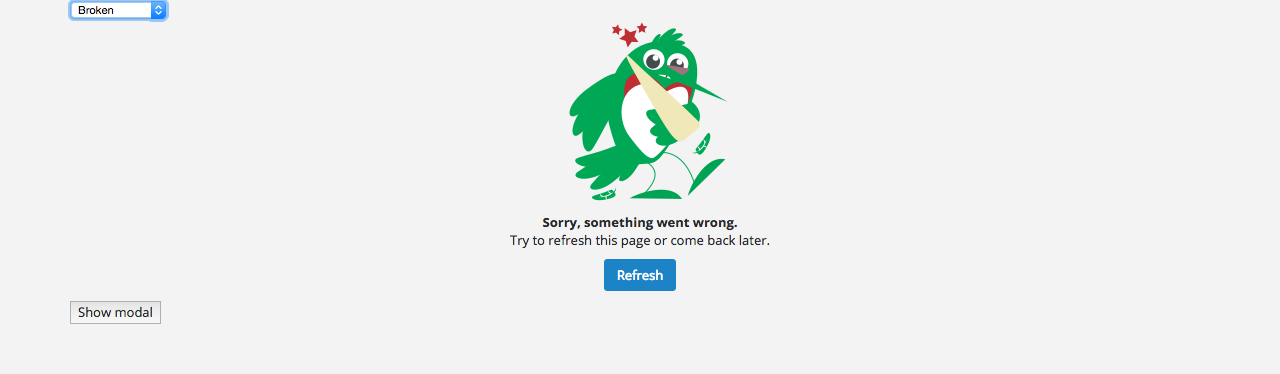 Broken
Sorry, something went wrong.
Try to refresh this page or come back later.
Refresh
Show modal